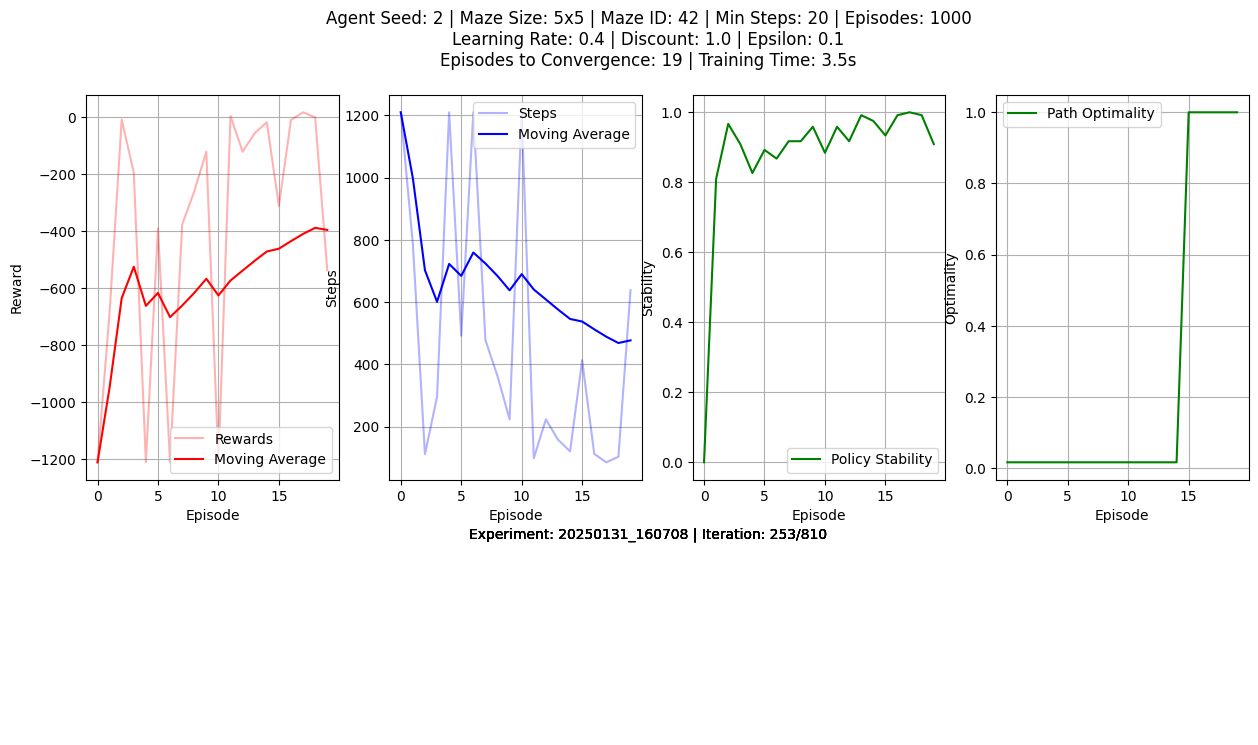 Agent Seed: 2 | Maze Size: 5x5 | Maze ID: 42 | Min Steps: 20 | Episodes: 1000
Learning Rate: 0.4 | Discount: 1.0 | Epsilon: 0.1
Episodes to Convergence: 19 | Training Time: 3.5s
Reward
0
−200
−400
−600
−800
−1000
−1200
Rewards
Moving Average
0 5 10 15
Episode
Steps
1200
1000
800
600
400
200
Steps
Moving Average
0 5 10 15
Episode
Stability
1.0
0.8
0.6
0.4
0.2
0.0
Policy Stability
0 5 10 15
Episode
Optimality
1.0
0.8
0.6
0.4
0.2
0.0
Path Optimality
0 5 10 15
Episode
Experiment: 20250131_160708 | Iteration: 253/810